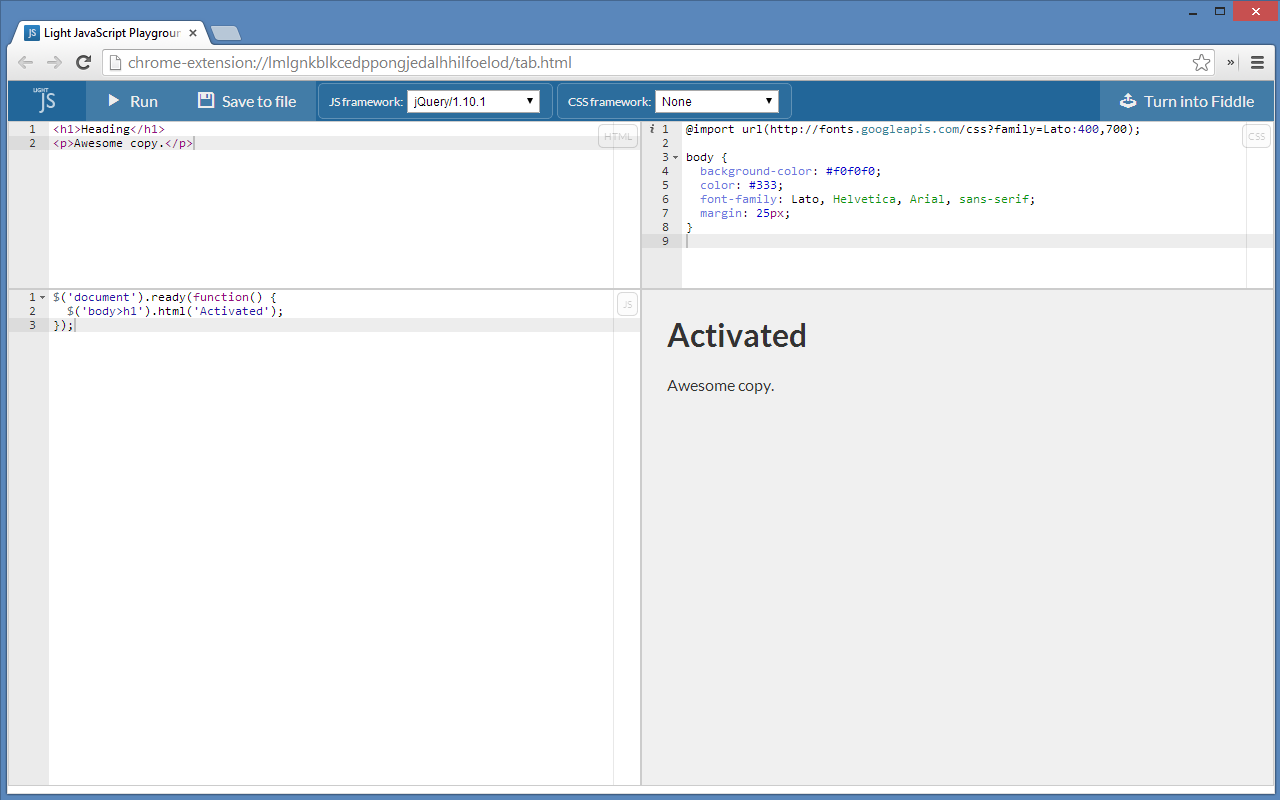 JS Light JavaScript Playgroun
chrome-extension://lmlgnkblkcedppongjedalhhilfoelod/tab.html
LIGHT JS
Run
Save to file
JS framework: jQuery/1.10.1
CSS framework: None
Turn into Fiddle
1 <h1>Heading</h1>
2 <p>Awesome copy.</p>
HTML
i 1 @import url(http://fonts.googleapis.com/css?family=Lato:400,700);
2
3 body {
4 background-color: #f0f0f0;
5 color: #333;
6 font-family: Lato, Helvetica, Arial, sans-serif;
7 margin: 25px;
8 }
9
CSS
1 $('document').ready(function() {
2 $('body>h1').html('Activated');
3 });
JS
Activated
Awesome copy.